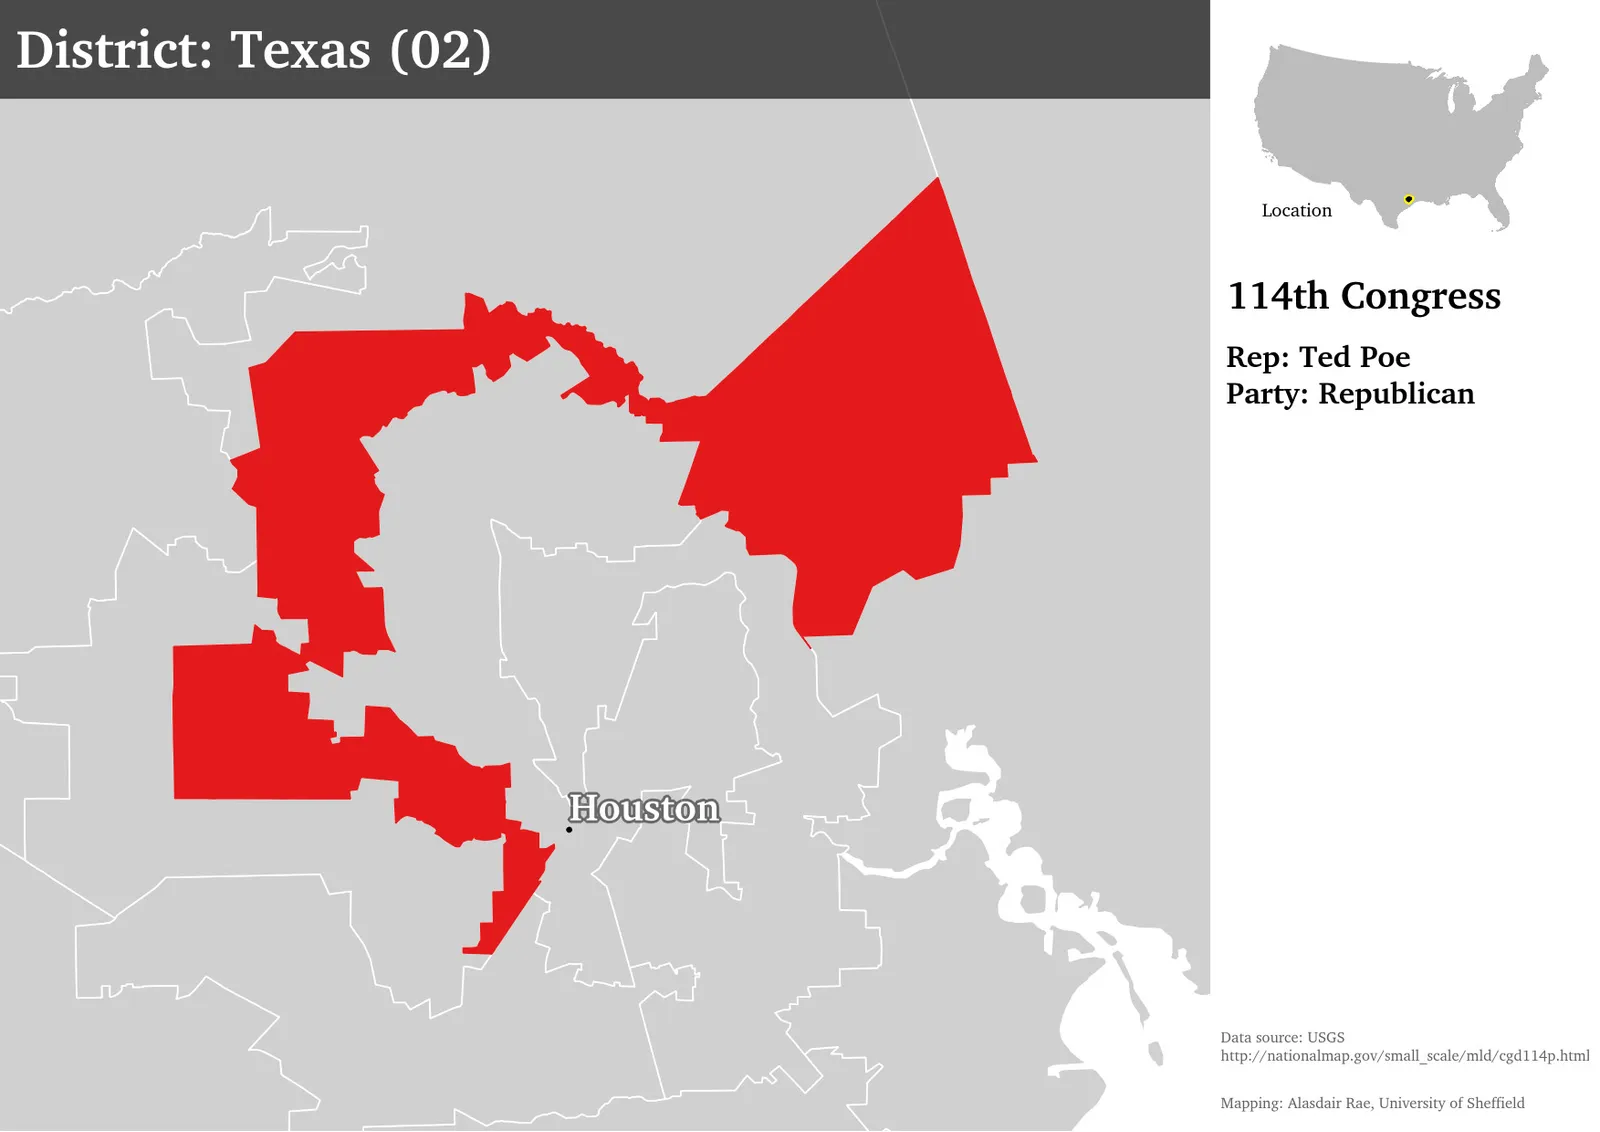 District: Texas (02)
Location
114th Congress
Rep: Ted Poe
Party: Republican
Houston
Data source: USGS
http://nationalmap.gov/small_scale/mld/cgd114p.html
Mapping: Alasdair Rae, University of Sheffield